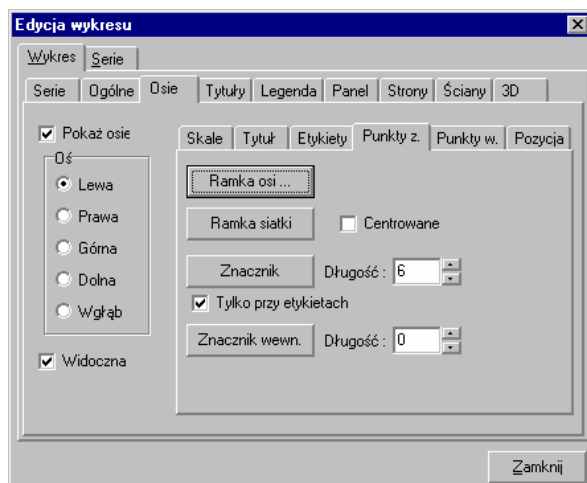 Edycja wykresu
Wykres Serie
Serie Ogólne Osie Tytuły Legenda Panel Strony Ściany 3D
Pokaż osie
Oś
Lewa
Prawa
Górna
Dolna
Wgłąb
Widoczna
Skale Tytuł Etykiety Punkty z. Punkty w. Pozycja
Ramka osi ...
Ramka siatki Centrowane
Znacznik Długość : 6
Tylko przy etykietach
Znacznik wewn. Długość : 0
Zamknij